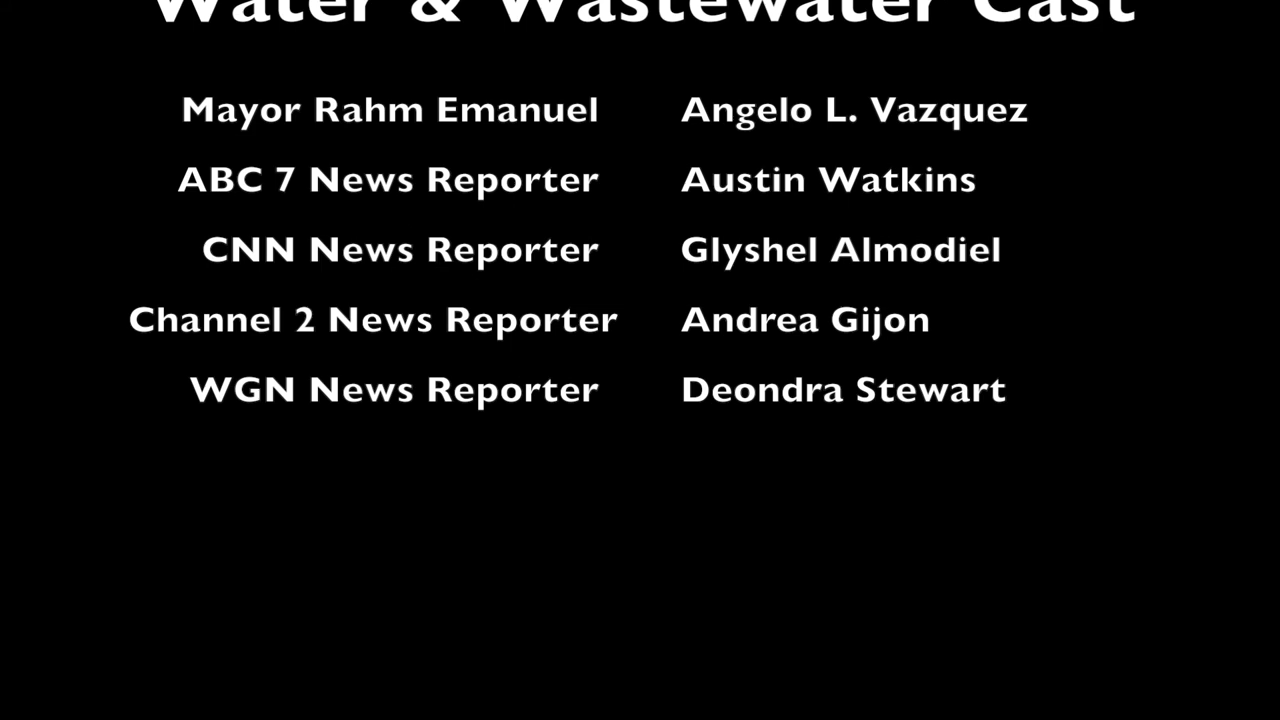 Water & Wastewater Cast
Mayor Rahm Emanuel Angelo L. Vazquez
ABC 7 News Reporter Austin Watkins
CNN News Reporter Glyshel Almodiel
Channel 2 News Reporter Andrea Gijon
WGN News Reporter Deondra Stewart